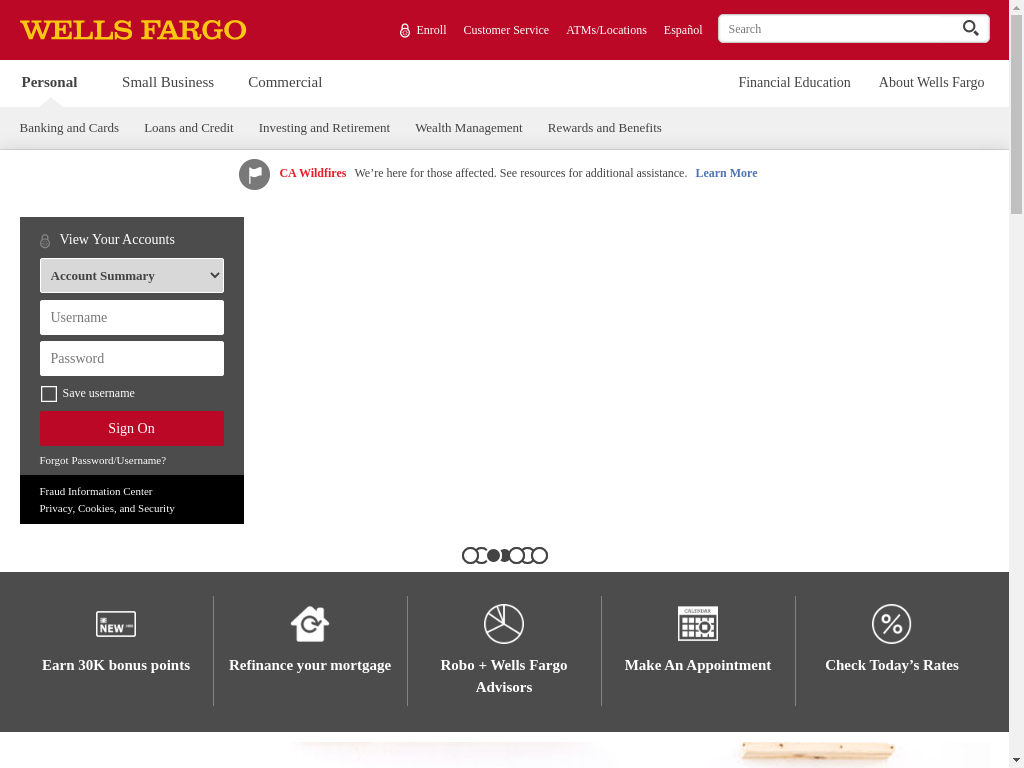 WELLS FARGO
Enroll Customer Service ATMs/Locations Español Search
Personal Small Business Commercial Financial Education About Wells Fargo
Banking and Cards Loans and Credit Investing and Retirement Wealth Management Rewards and Benefits
CA Wildfires We’re here for those affected. See resources for additional assistance. Learn More
View Your Accounts
Account Summary
Username
Password
Save username
Sign On
Forgot Password/Username?
Fraud Information Center
Privacy, Cookies, and Security
NEW
CALENDAR
Earn 30K bonus points
Refinance your mortgage
Robo + Wells Fargo
Advisors
Make An Appointment
Check Today’s Rates